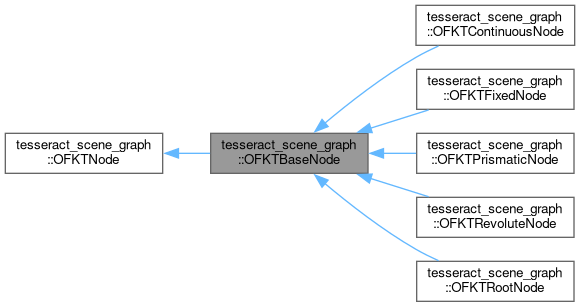 tesseract_scene_graph
::OFKTNode
tesseract_scene_graph
::OFKTBaseNode
tesseract_scene_graph
::OFKTContinuousNode
tesseract_scene_graph
::OFKTFixedNode
tesseract_scene_graph
::OFKTPrismaticNode
tesseract_scene_graph
::OFKTRevoluteNode
tesseract_scene_graph
::OFKTRootNode